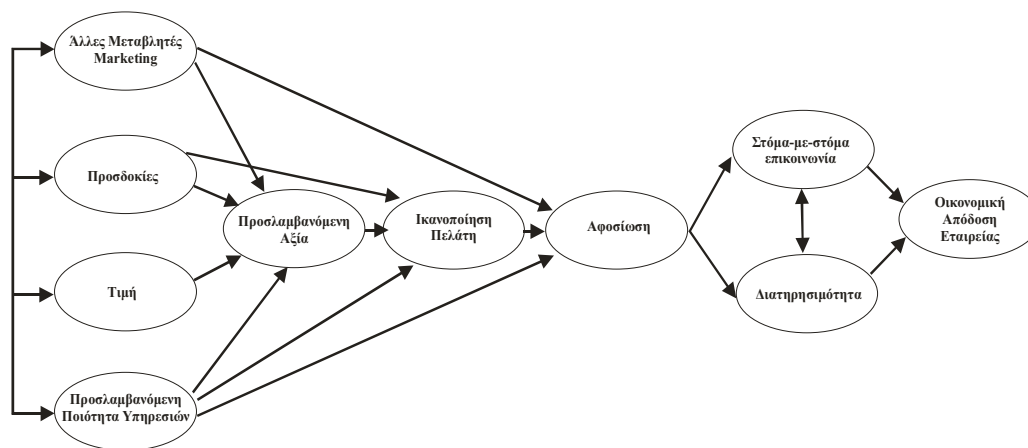 Άλλες Μεταβλητές
Marketing
Προσδοκίες
Τιμή
Προσλαμβανόμενη
Ποιότητα Υπηρεσιών
Προσλαμβανόμενη
Αξία
Ικανοποίηση
Πελάτη
Αφοσίωση
Στόμα-με-στόμα
επικοινωνία
Διατηρησιμότητα
Οικονομική
Απόδοση
Εταιρείας